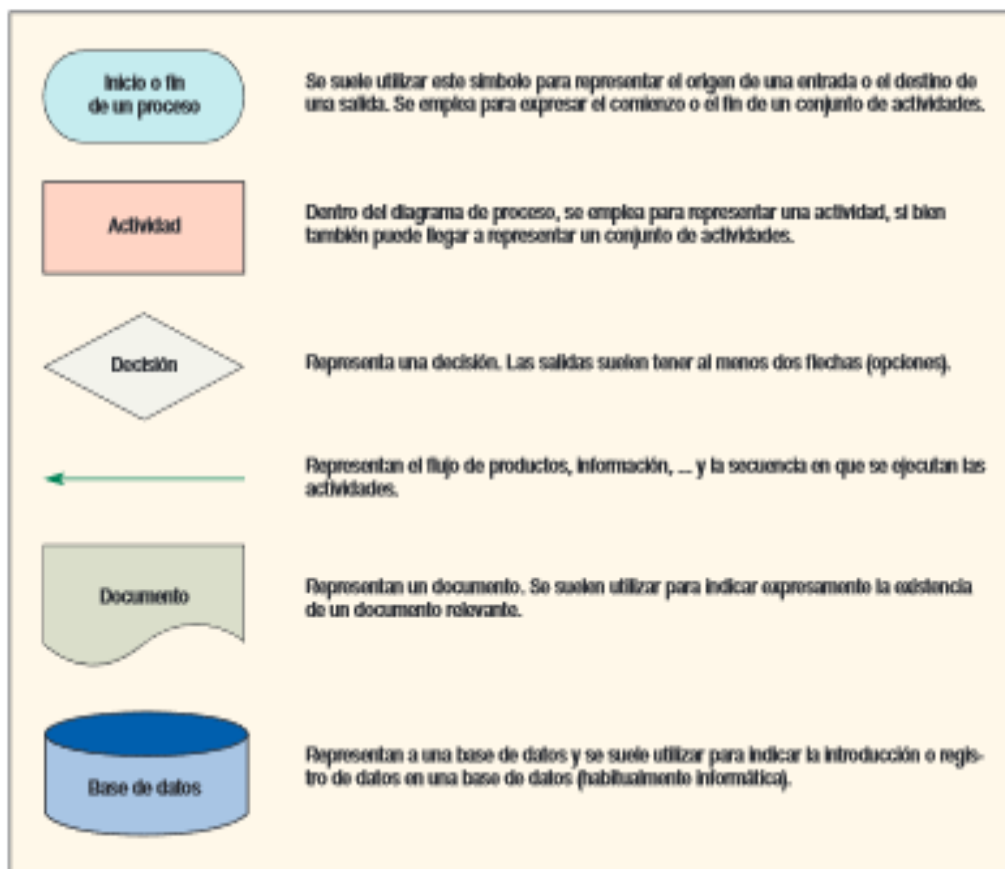 Inicio o fin
de un proceso
Se suele utilizar este símbolo para representar el origen de una entrada o el destino de
una salida. Se emplea para expresar el comienzo o el fin de un conjunto de actividades.
Actividad
Dentro del diagrama de proceso, se emplea para representar una actividad, si bien
también puede llegar a representar un conjunto de actividades.
Decisión
Representa una decisión. Las salidas suelen tener al menos dos flechas (opciones).
Representan el flujo de productos, información, ... y la secuencia en que se ejecutan las
actividades.
Documento
Representan un documento. Se suelen utilizar para indicar expresamente la existencia
de un documento relevante.
Base de datos
Representan a una base de datos y se suele utilizar para indicar la introducción o regis-
tro de datos en una base de datos (habitualmente informática).